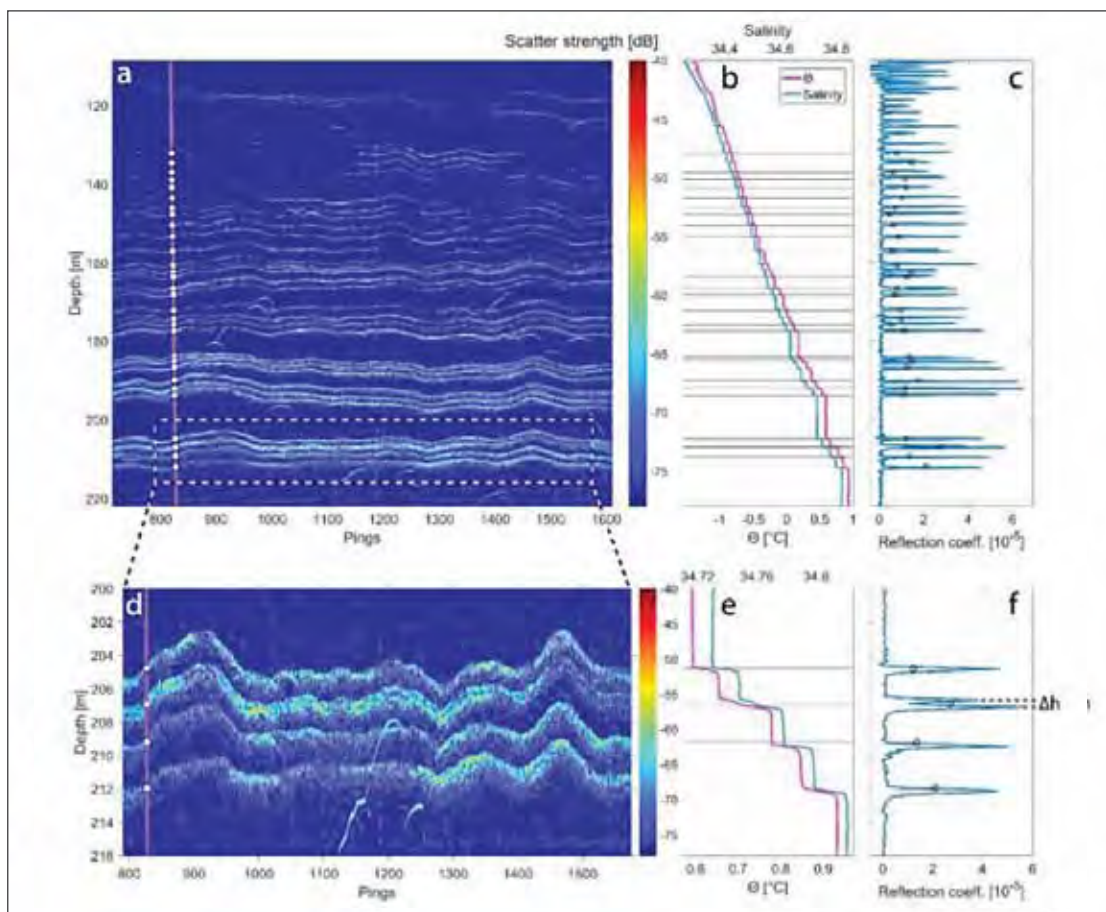 Scatter strength [dB]
Salinity
34.4 34.6 34.8
a
b
c
Θ
Salinity
120
140
160
180
200
220
Depth [m]
-40
-45
-50
-55
-60
-65
-70
-75
800 900 1000 1100 1200 1300 1400 1500 1600
Pings
-1 -0.5 0 0.5 1
Θ [°C]
0 2 4 6
Reflection coeff. [10⁻⁵]
34.72 34.76 34.8
d
e
f
200
202
204
206
207
210
212
214
216
Depth [m]
-40
-45
-50
-55
-60
-65
-70
-75
Δh
800 900 1000 1100 1200 1300 1400 1500
Pings
0.6 0.7 0.8 0.9
Θ [°C]
0 2 4 6
Reflection coeff. [10⁻⁵]